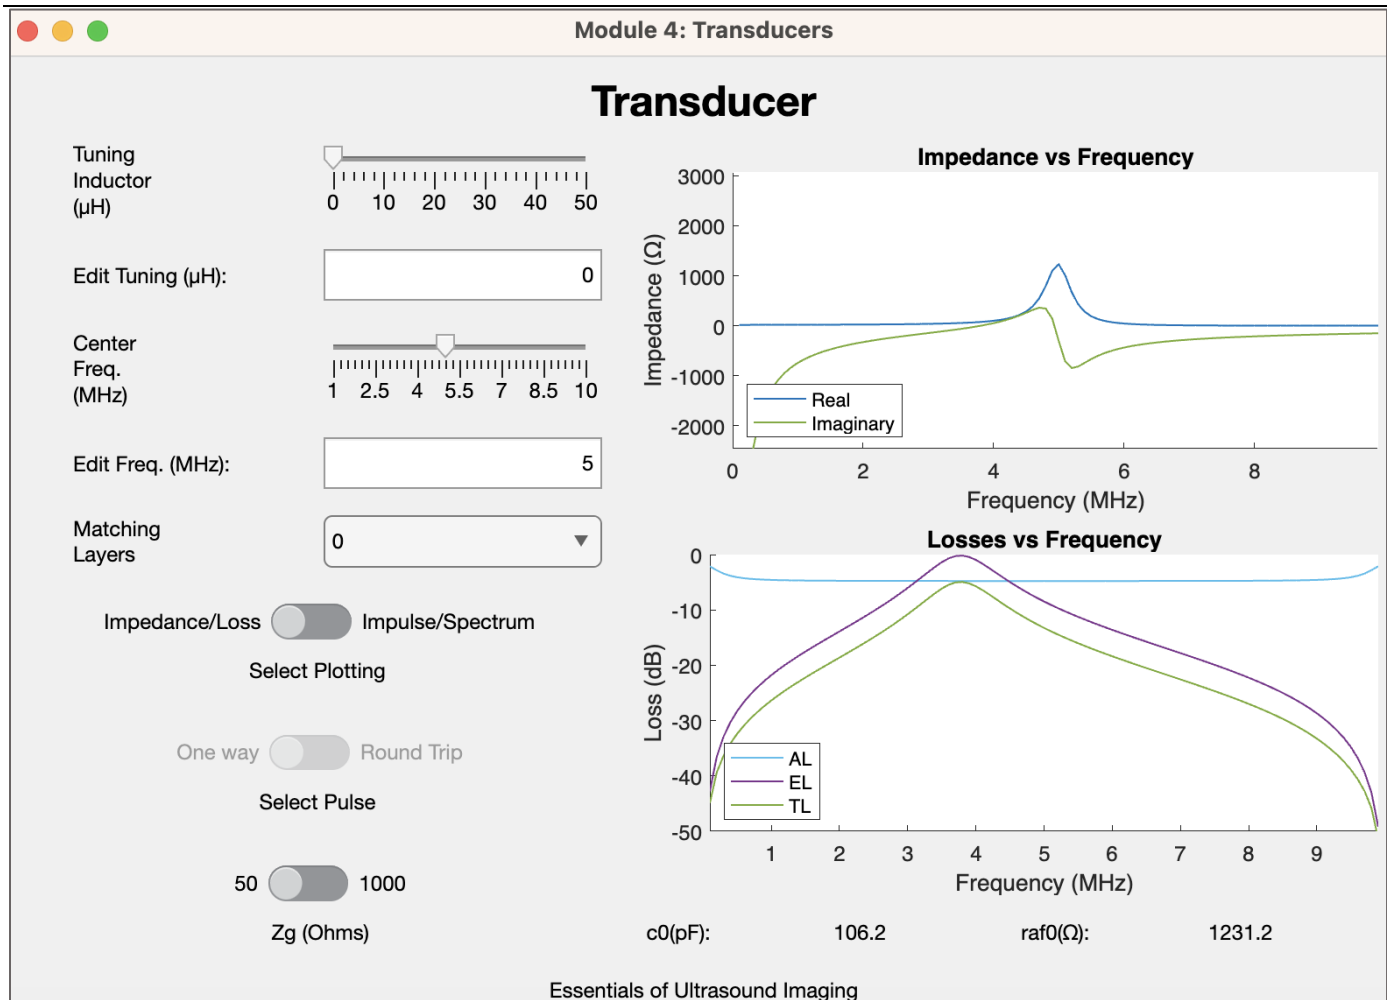 Module 4: Transducers
Transducer
Tuning
Inductor
(µH)
0 10 20 30 40 50
Edit Tuning (µH):
0
Center
Freq.
(MHz)
1 2.5 4 5.5 7 8.5 10
Edit Freq. (MHz):
5
Matching
Layers
0
Impedance/Loss
Impulse/Spectrum
Select Plotting
One way
Round Trip
Select Pulse
50
1000
Zg (Ohms)
Impedance vs Frequency
Impedance (Ω)
3000
2000
1000
0
-1000
-2000
Real
Imaginary
0 2 4 6 8
Frequency (MHz)
Losses vs Frequency
Loss (dB)
0
-10
-20
-30
-40
-50
AL
EL
TL
1 2 3 4 5 6 7 8 9
Frequency (MHz)
c0(pF): 106.2 raf0(Ω): 1231.2
Essentials of Ultrasound Imaging